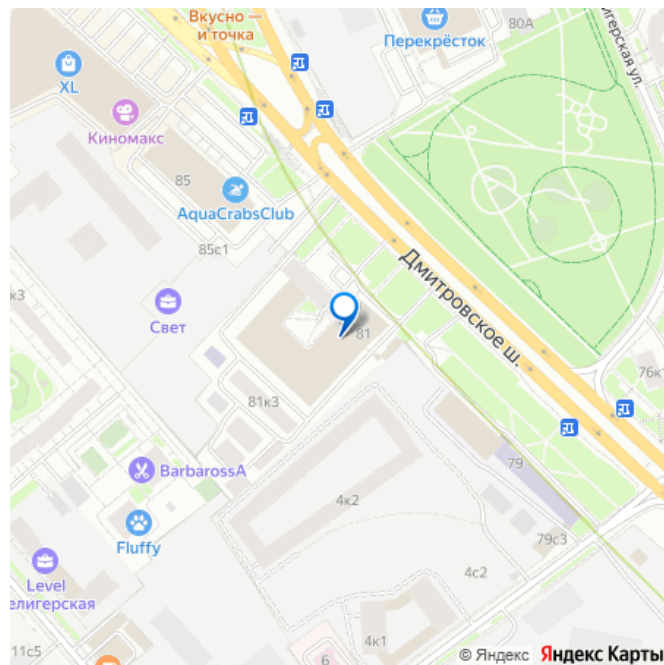 Вкусно —
и точка
80А
Перекрёсток
XL
Киномакс
85
AquaCrabsClub
85с1
к3
Свет
Дмитровское ш.
81
76к1
81к3
BarbarossA
79
4к2
Fluffy
79с3
Level
4с2
11с5
4к1
6
© Яндекс Яндекс Карты